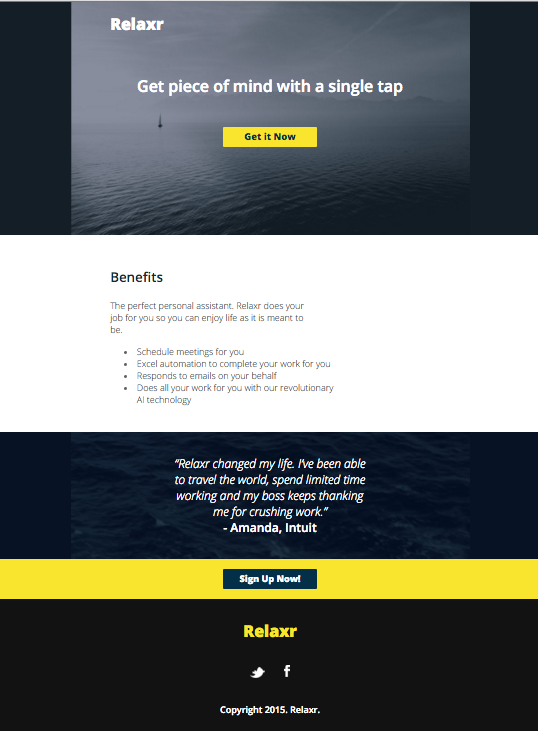 Relaxr
Get piece of mind with a single tap
Get it Now
Benefits
The perfect personal assistant. Relaxr does your
job for you so you can enjoy life as it is meant to
be.
• Schedule meetings for you
• Excel automation to complete your work for you
• Responds to emails on your behalf
• Does all your work for you with our revolutionary
AI technology
“Relaxr changed my life. I’ve been able
to travel the world, spend limited time
working and my boss keeps thanking
me for crushing work.”
- Amanda, Intuit
Sign Up Now!
Relaxr
Copyright 2015. Relaxr.